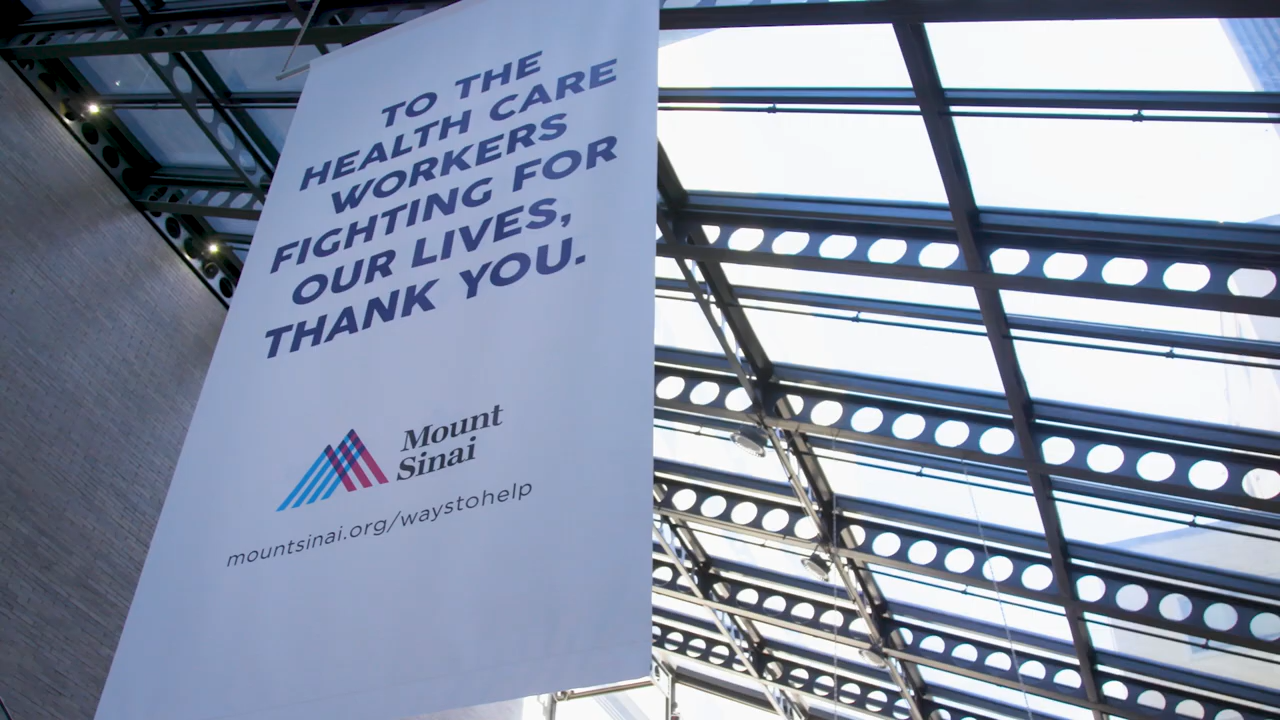 TO THE
HEALTH CARE
WORKERS
FIGHTING FOR
OUR LIVES,
THANK YOU.
Mount
Sinai
mountsinai.org/waystohelp